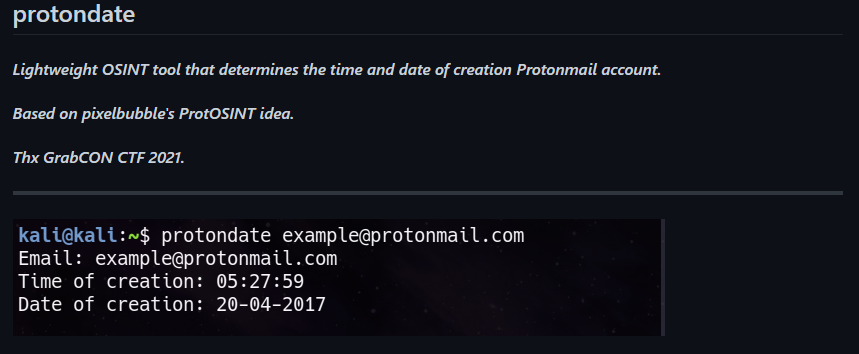 protondate
Lightweight OSINT tool that determines the time and date of creation Protonmail account.
Based on pixelbubble's ProtOSINT idea.
Thx GrabCON CTF 2021.
kali@kali:~$ protondate example@protonmail.com
Email: example@protonmail.com
Time of creation: 05:27:59
Date of creation: 20-04-2017